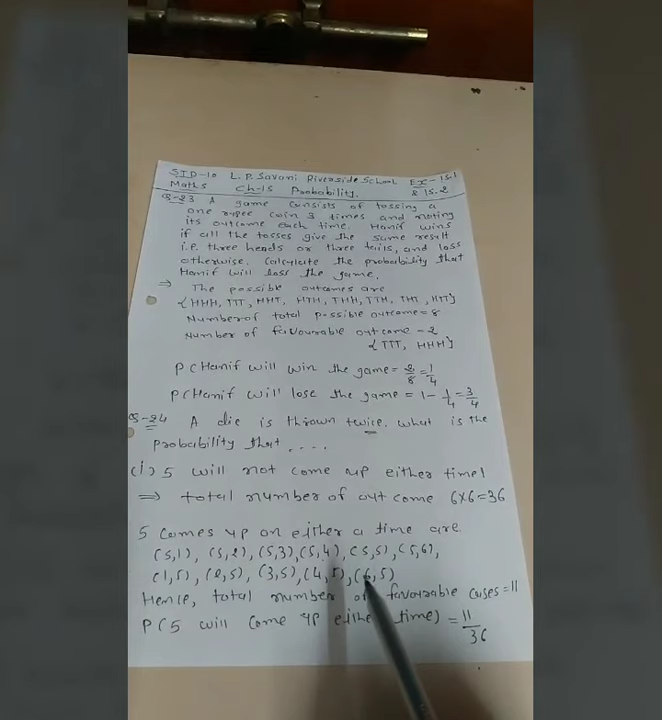 STD-10 L.P. Savani Riverside School Ex-15.1
Maths Ch-15 Probability. & 15.2
Q-23 A game consists of tossing a
one rupee coin 3 times and noting
its outcome each time. Hanif wins
if all the tosses give the same result
i.e. three heads or three tails, and loss
otherwise. Calculate the probability that
Hanif will loss the game.
⇒ The possible outcomes are
{HHH, TTT, HHT, HTH, THH, TTH, THT, HTT}
Number of total possible outcome = 8
Number of favourable outcome = 2
{TTT, HHH}
P(Hanif will win the game = 2/8 = 1/4
P(Hanif will lose the game = 1 - 1/4 = 3/4
Q-24 A die is thrown twice. what is the
probability that ....
(i) 5 will not come up either time!
⇒ total number of out come 6x6=36
5 comes up on either a time are
(5,1), (5,2), (5,3), (5,4), (5,5), (5,6),
(1,5), (2,5), (3,5), (4,5), (6,5)
Hence, total number of favourable cases = 11
P(5 will come up either time) = 11/36